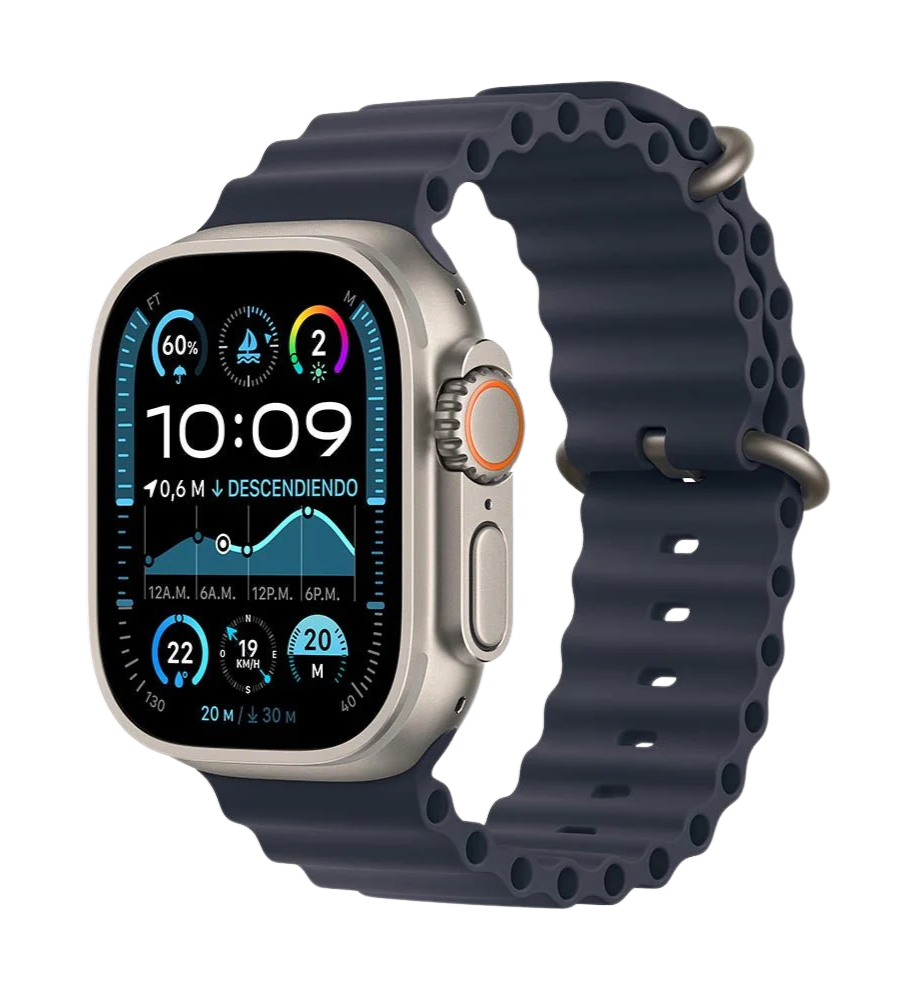 FT M
60% 2
10:09
0,6 M ↓ DESCENDIENDO
12A.M. 6A.M. 12P.M. 6P.M.
22 N O E S 19 KM/H 20 M
130 40
20 M / ↓ 30 M